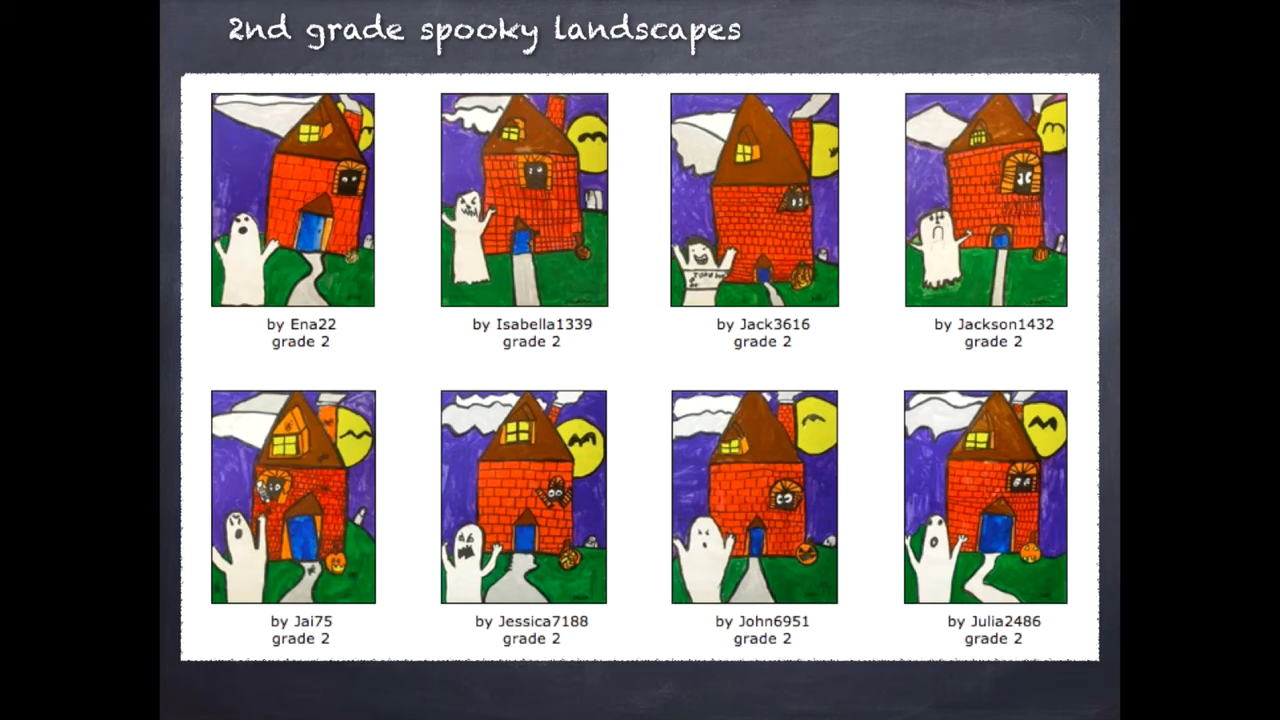 2nd grade spooky landscapes
by Ena22
grade 2
by Isabella1339
grade 2
by Jack3616
grade 2
by Jackson1432
grade 2
by Jai75
grade 2
by Jessica7188
grade 2
by John6951
grade 2
by Julia2486
grade 2